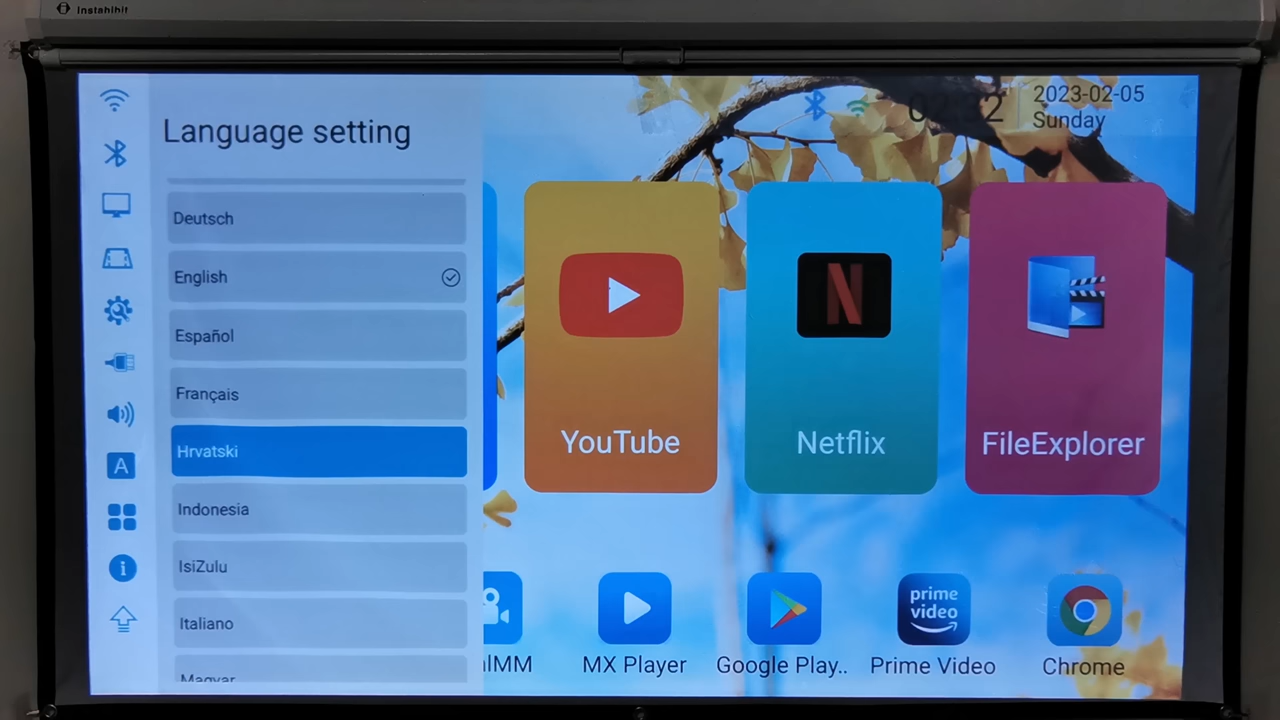 Instahibit
Language setting
Deutsch
English
Español
Français
Hrvatski
Indonesia
IsiZulu
Italiano
Magyar
A
2023-02-05
Sunday
YouTube
N
Netflix
FileExplorer
MX Player
Google Play..
prime
video
Prime Video
Chrome